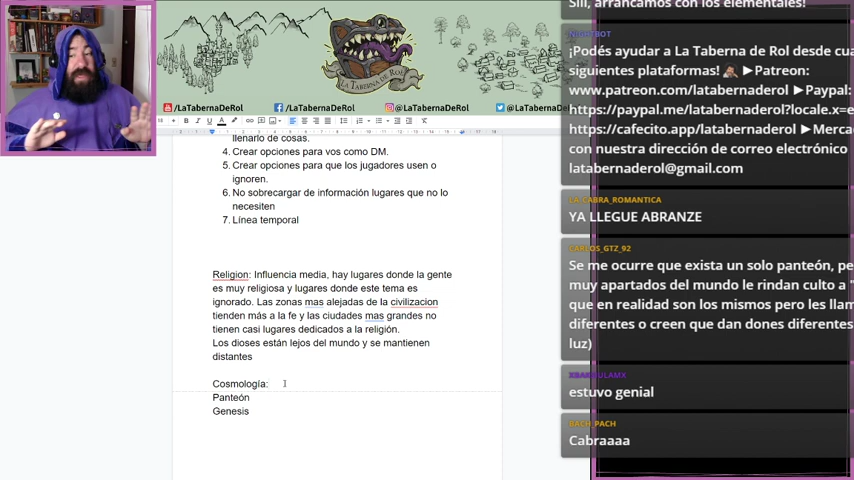 LA TABERNA DE ROL
/LaTabernaDeRol
/LaTabernaDeRol
@LaTabernaDeRol
@LaTabernaDeRol
llenarlo de cosas.
4. Crear opciones para vos como DM.
5. Crear opciones para que los jugadores usen o
ignoren.
6. No sobrecargar de información lugares que no lo
necesiten
7. Línea temporal
Religion: Influencia media, hay lugares donde la gente
es muy religiosa y lugares donde este tema es
ignorado. Las zonas mas alejadas de la civilizacion
tienden más a la fe y las ciudades mas grandes no
tienen casi lugares dedicados a la religión.
Los dioses están lejos del mundo y se mantienen
distantes
Cosmología:
Panteón
Genesis
Siii, arrancamos con los elementales!
¡Podés ayudar a La Taberna de Rol desde cua
siguientes plataformas! ►Patreon:
www.patreon.com/latabernaderol ►Paypal:
https://paypal.me/latabernaderol?locale.x=e
https://cafecito.app/latabernaderol ►Merca
con nuestra dirección de correo electrónico
latabernaderol@gmail.com
LA_CABRA_ROMANTICA
YA LLEGUE ABRANZE
CARLOS_GTZ_92
Se me ocurre que exista un solo panteón, pe
muy apartados del mundo le rindan culto a "
que en realidad son los mismos pero les llam
diferentes o creen que dan dones diferentes
luz)
estuvo genial
BACH_PACH
Cabraaaa